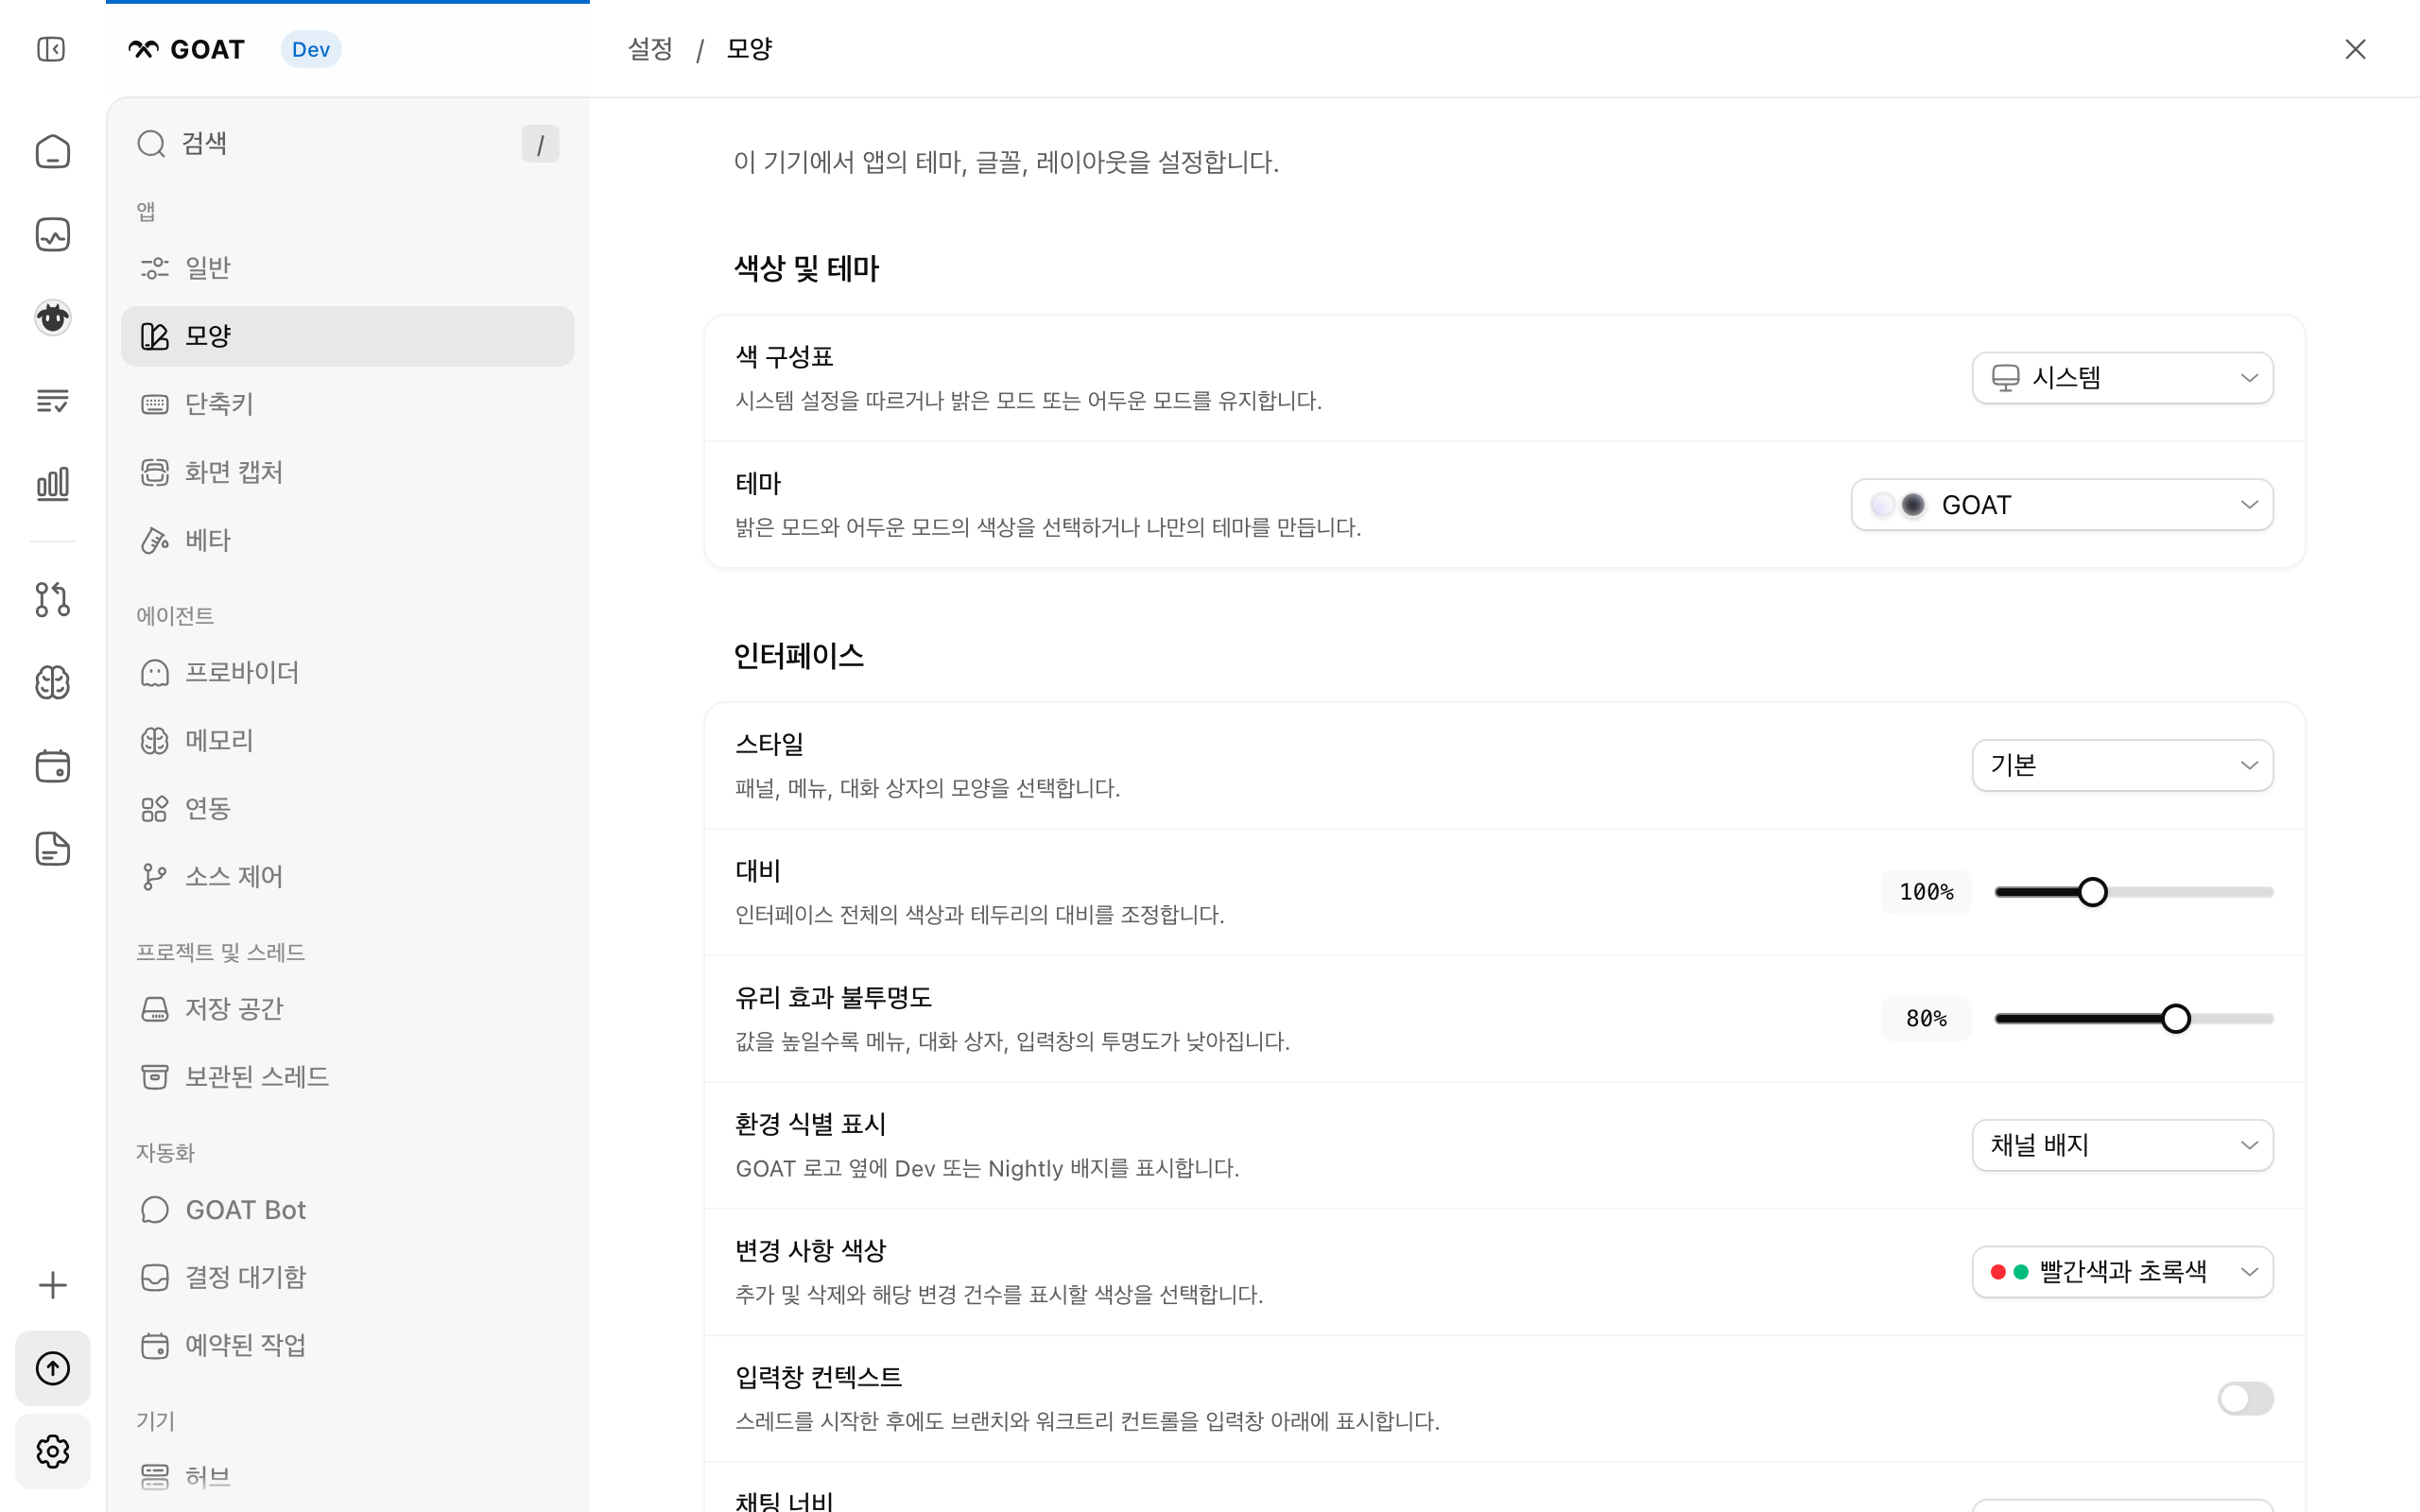 GOAT Dev
설정 / 모양
검색 /
앱
일반
모양
단축키
화면 캡처
베타
에이전트
프로바이더
메모리
연동
소스 제어
프로젝트 및 스레드
저장 공간
보관된 스레드
자동화
GOAT Bot
결정 대기함
예약된 작업
기기
허브
이 기기에서 앱의 테마, 글꼴, 레이아웃을 설정합니다.
색상 및 테마
색 구성표
시스템 설정을 따르거나 밝은 모드 또는 어두운 모드를 유지합니다.
시스템
테마
밝은 모드와 어두운 모드의 색상을 선택하거나 나만의 테마를 만듭니다.
GOAT
인터페이스
스타일
패널, 메뉴, 대화 상자의 모양을 선택합니다.
기본
대비
인터페이스 전체의 색상과 테두리의 대비를 조정합니다.
100%
유리 효과 불투명도
값을 높일수록 메뉴, 대화 상자, 입력창의 투명도가 낮아집니다.
80%
환경 식별 표시
GOAT 로고 옆에 Dev 또는 Nightly 배지를 표시합니다.
채널 배지
변경 사항 색상
추가 및 삭제와 해당 변경 건수를 표시할 색상을 선택합니다.
빨간색과 초록색
입력창 컨텍스트
스레드를 시작한 후에도 브랜치와 워크트리 컨트롤을 입력창 아래에 표시합니다.
채팅 너비